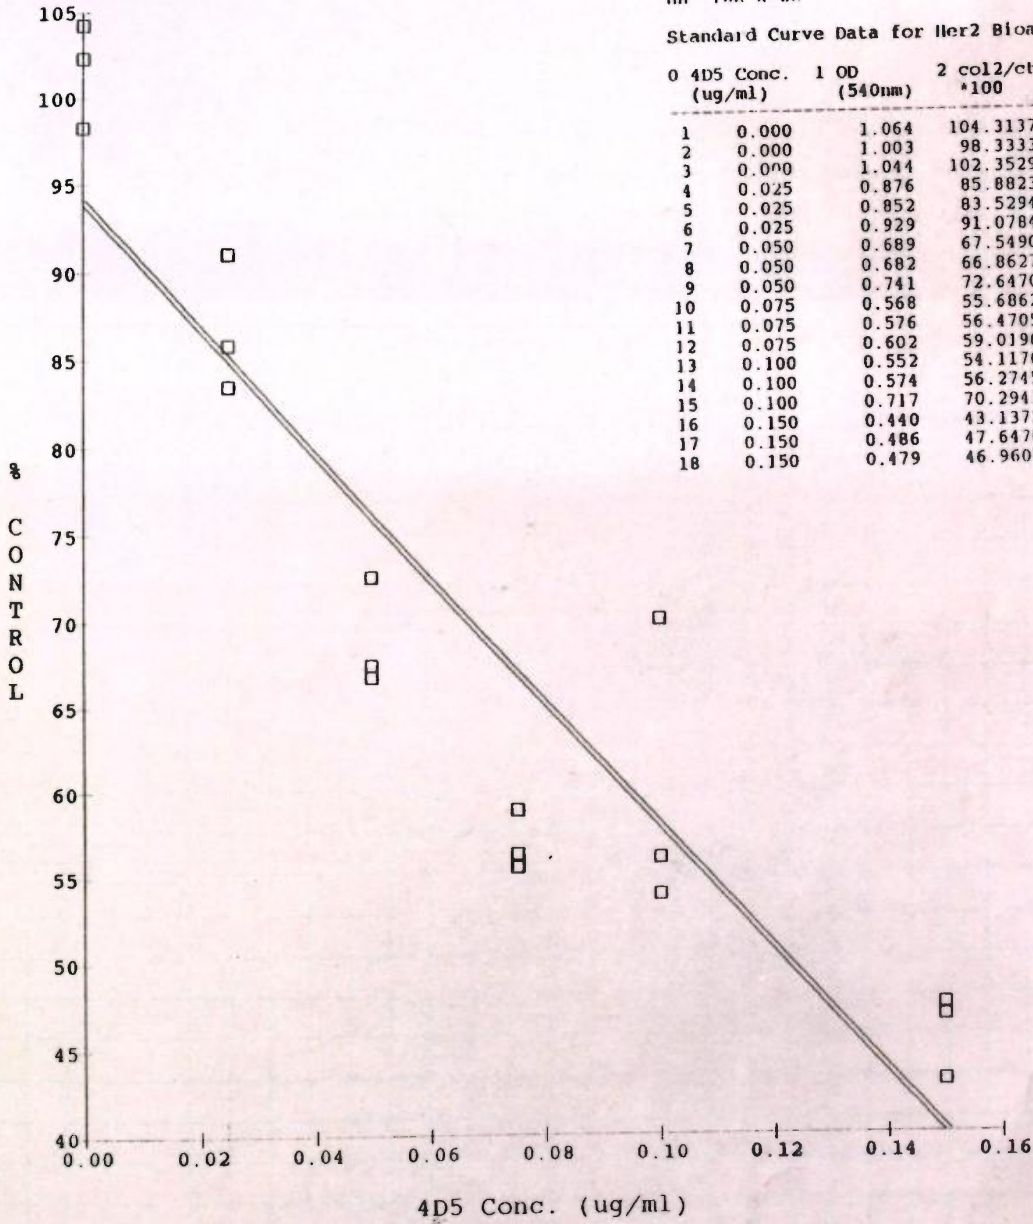 Standard Curve Data for Her2 Bioa
0 4D5 Conc. 1 OD 2 col2/ct
(ug/ml) (540nm) *100
1 0.000 1.064 104.3137
2 0.000 1.003 98.3333
3 0.000 1.044 102.3529
4 0.025 0.876 85.8823
5 0.025 0.852 83.5294
6 0.025 0.929 91.0784
7 0.050 0.689 67.5490
8 0.050 0.682 66.8627
9 0.050 0.741 72.6470
10 0.075 0.568 55.6862
11 0.075 0.576 56.4705
12 0.075 0.602 59.0196
13 0.100 0.552 54.1176
14 0.100 0.574 56.2745
15 0.100 0.717 70.294
16 0.150 0.440 43.137
17 0.150 0.486 47.647
18 0.150 0.479 46.960
105
100
95
90
85
80
75
70
65
60
55
50
45
40
% CONTROL
0.00 0.02 0.04 0.06 0.08 0.10 0.12 0.14 0.16
4D5 Conc. (ug/ml)